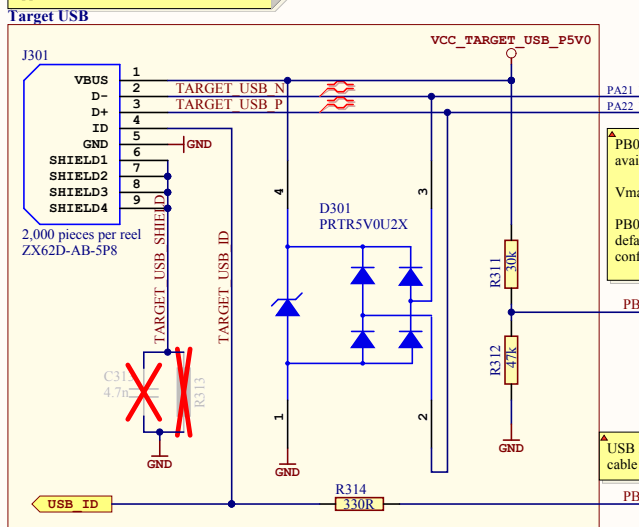 Target USB
VCC_TARGET_USB_P5V0
J301
VBUS 1
D- 2 TARGET_USB_N PA21
D+ 3 TARGET_USB_P PA22
ID 4
GND 5 GND
SHIELD1 6
SHIELD2 7
SHIELD3 8
SHIELD4 9
2,000 pieces per reel
ZX62D-AB-5P8
TARGET_USB_SHIELD
TARGET_USB_ID
4
3
D301
PRTR5V0U2X
1
2
R311
30k
R312
47k
PB0
avai
Vma
PB0
defa
conf
PB
C313
4.7n
R313
GND
GND
GND
USB
cable
USB_ID
R314
330R
PB